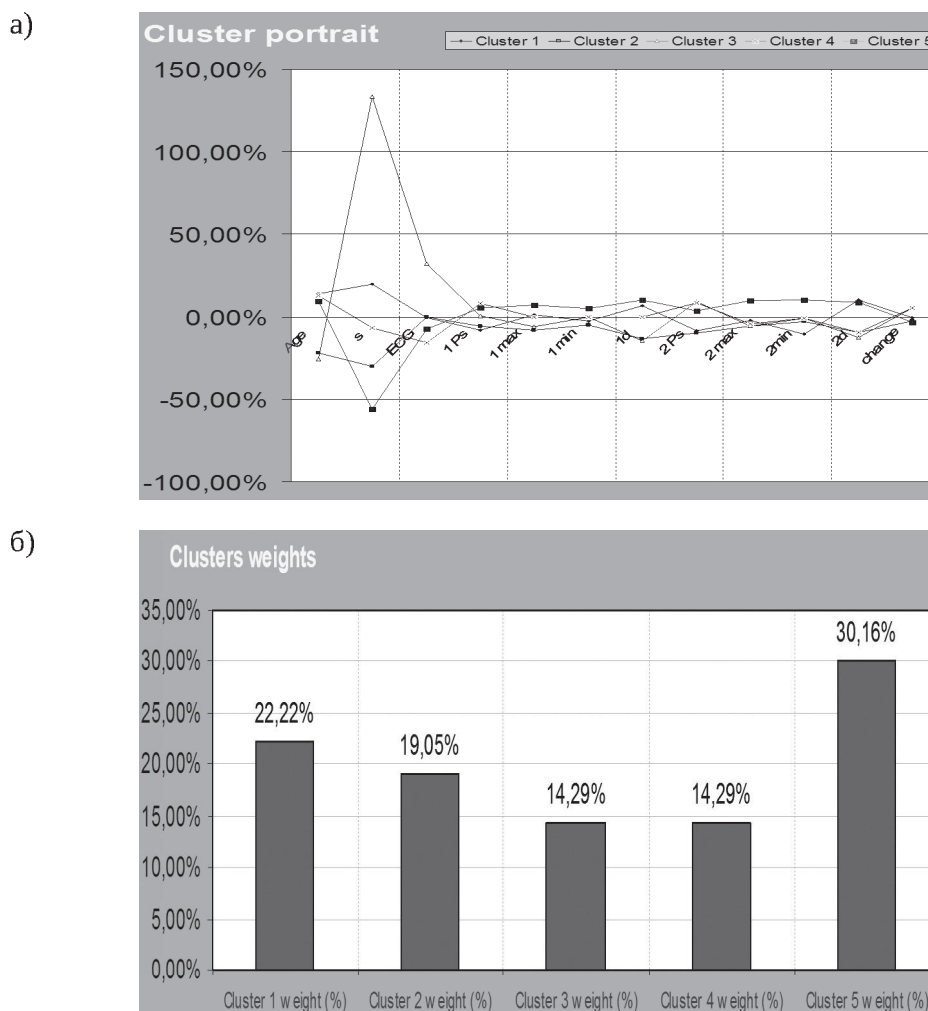 а)
Cluster portrait
Cluster 1 Cluster 2 Cluster 3 Cluster 4 Cluster 5
150,00%
100,00%
50,00%
0,00%
-50,00%
-100,00%
Age s ECG 1 Ps 1 max 1 min 1d 2 Ps 2 max 2min 2d change
б)
Clusters weights
35,00%
30,00%
25,00%
20,00%
15,00%
10,00%
5,00%
0,00%
22,22%
19,05%
14,29%
14,29%
30,16%
Cluster 1 weight (%) Cluster 2 weight (%) Cluster 3 weight (%) Cluster 4 weight (%) Cluster 5 weight (%)